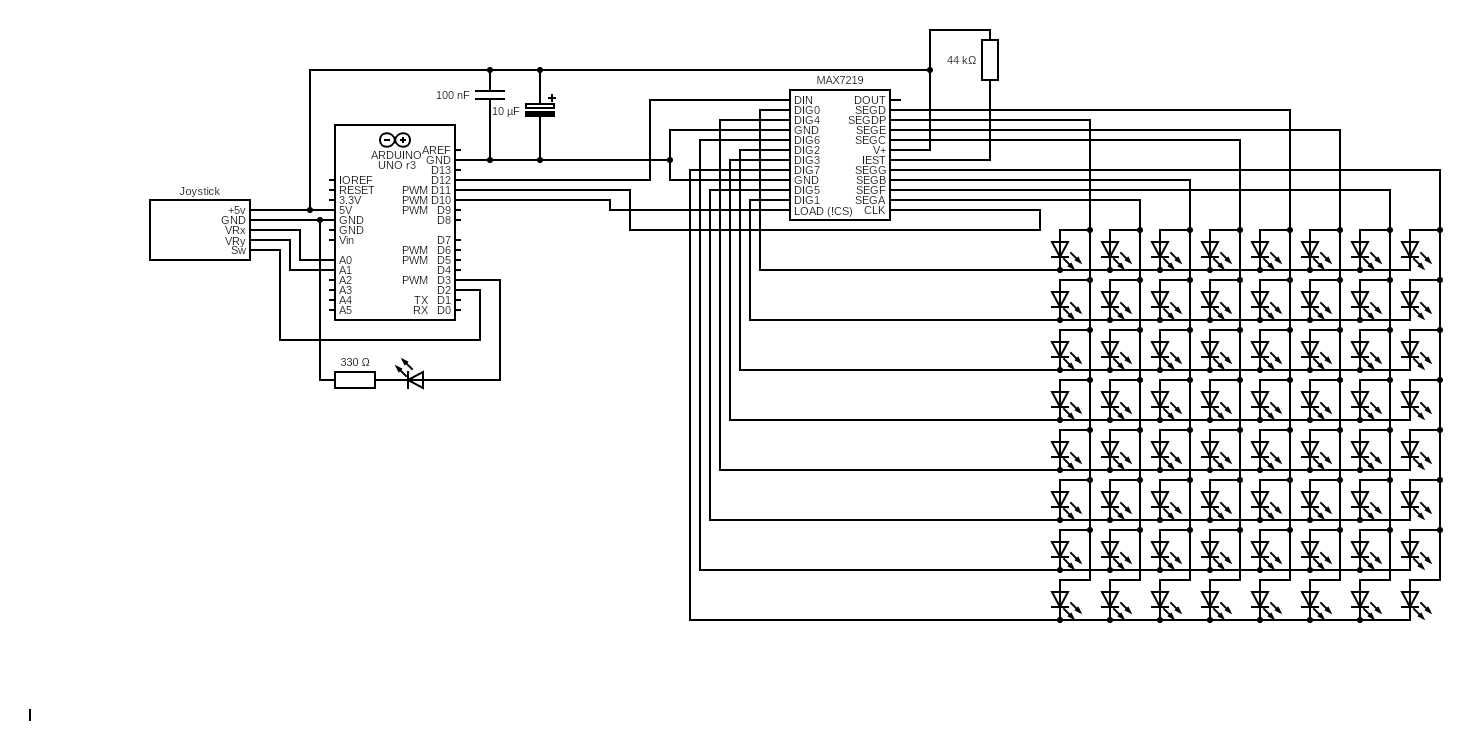 44 kΩ
MAX7219
100 nF
10 µF
DIN DOUT
DIG0 SEGD
DIG4 SEGDP
GND SEGE
DIG6 SEGC
DIG2 V+
DIG3 IEST
DIG7 SEGG
GND SEGB
DIG5 SEGF
DIG1 SEGA
LOAD (!CS) CLK
ARDUINO
UNO r3
AREF
GND
D13
IOREF D12
RESET PWM D11
3.3V PWM D10
5V PWM D9
GND D8
GND
Vin D7
PWM D6
A0 PWM D5
A1 D4
A2 PWM D3
A3 D2
A4 TX D1
A5 RX D0
Joystick
+5v
GND
VRx
VRy
Sw
330 Ω